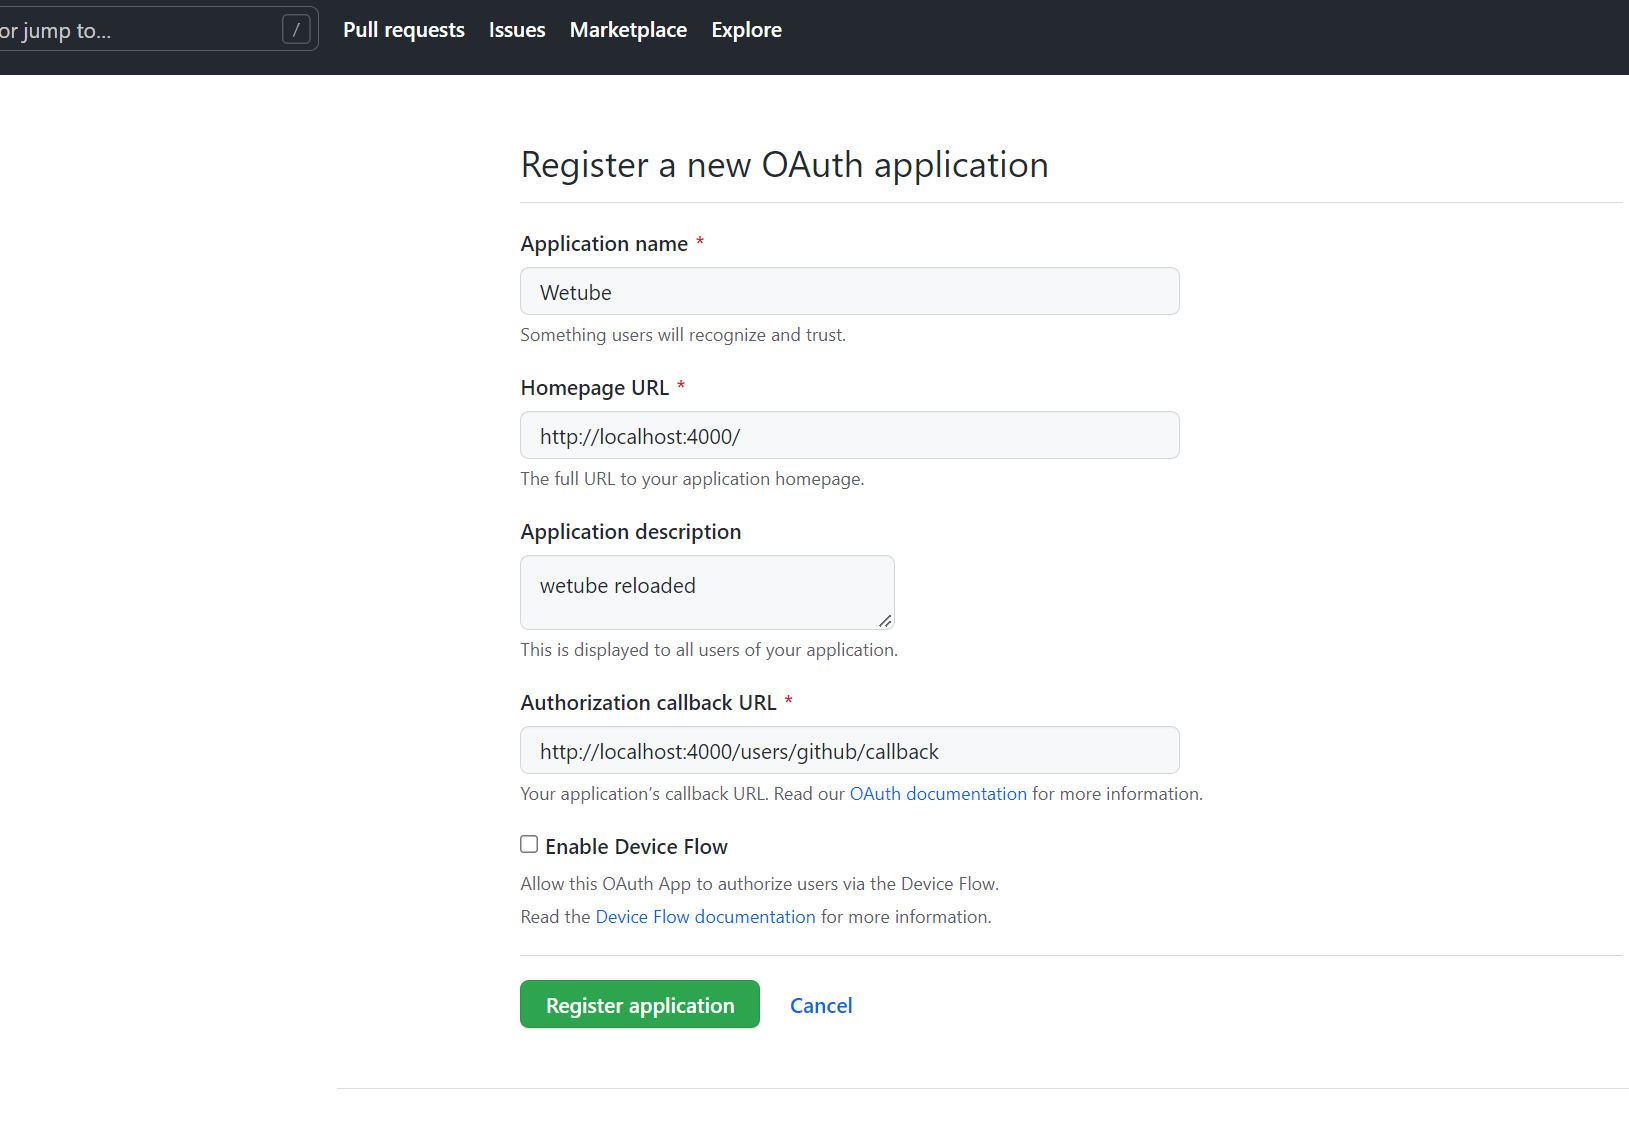 or jump to...
/
Pull requests Issues Marketplace Explore
Register a new OAuth application
Application name *
Wetube
Something users will recognize and trust.
Homepage URL *
http://localhost:4000/
The full URL to your application homepage.
Application description
wetube reloaded
This is displayed to all users of your application.
Authorization callback URL *
http://localhost:4000/users/github/callback
Your application’s callback URL. Read our OAuth documentation for more information.
Enable Device Flow
Allow this OAuth App to authorize users via the Device Flow.
Read the Device Flow documentation for more information.
Register application Cancel